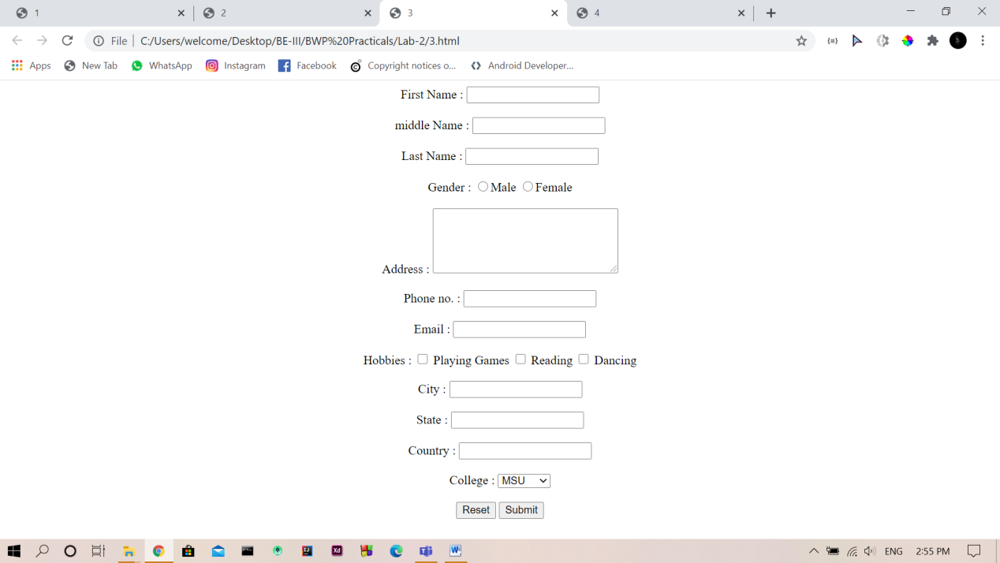 1
2
3
4
File
C:/Users/welcome/Desktop/BE-III/BWP%20Practicals/Lab-2/3.html
Apps New Tab WhatsApp Instagram Facebook Copyright notices o... Android Developer...
First Name :
middle Name :
Last Name :
Gender : Male Female
Address :
Phone no. :
Email :
Hobbies : Playing Games Reading Dancing
City :
State :
Country :
College : MSU
Reset Submit
Xd
W
ENG 2:55 PM